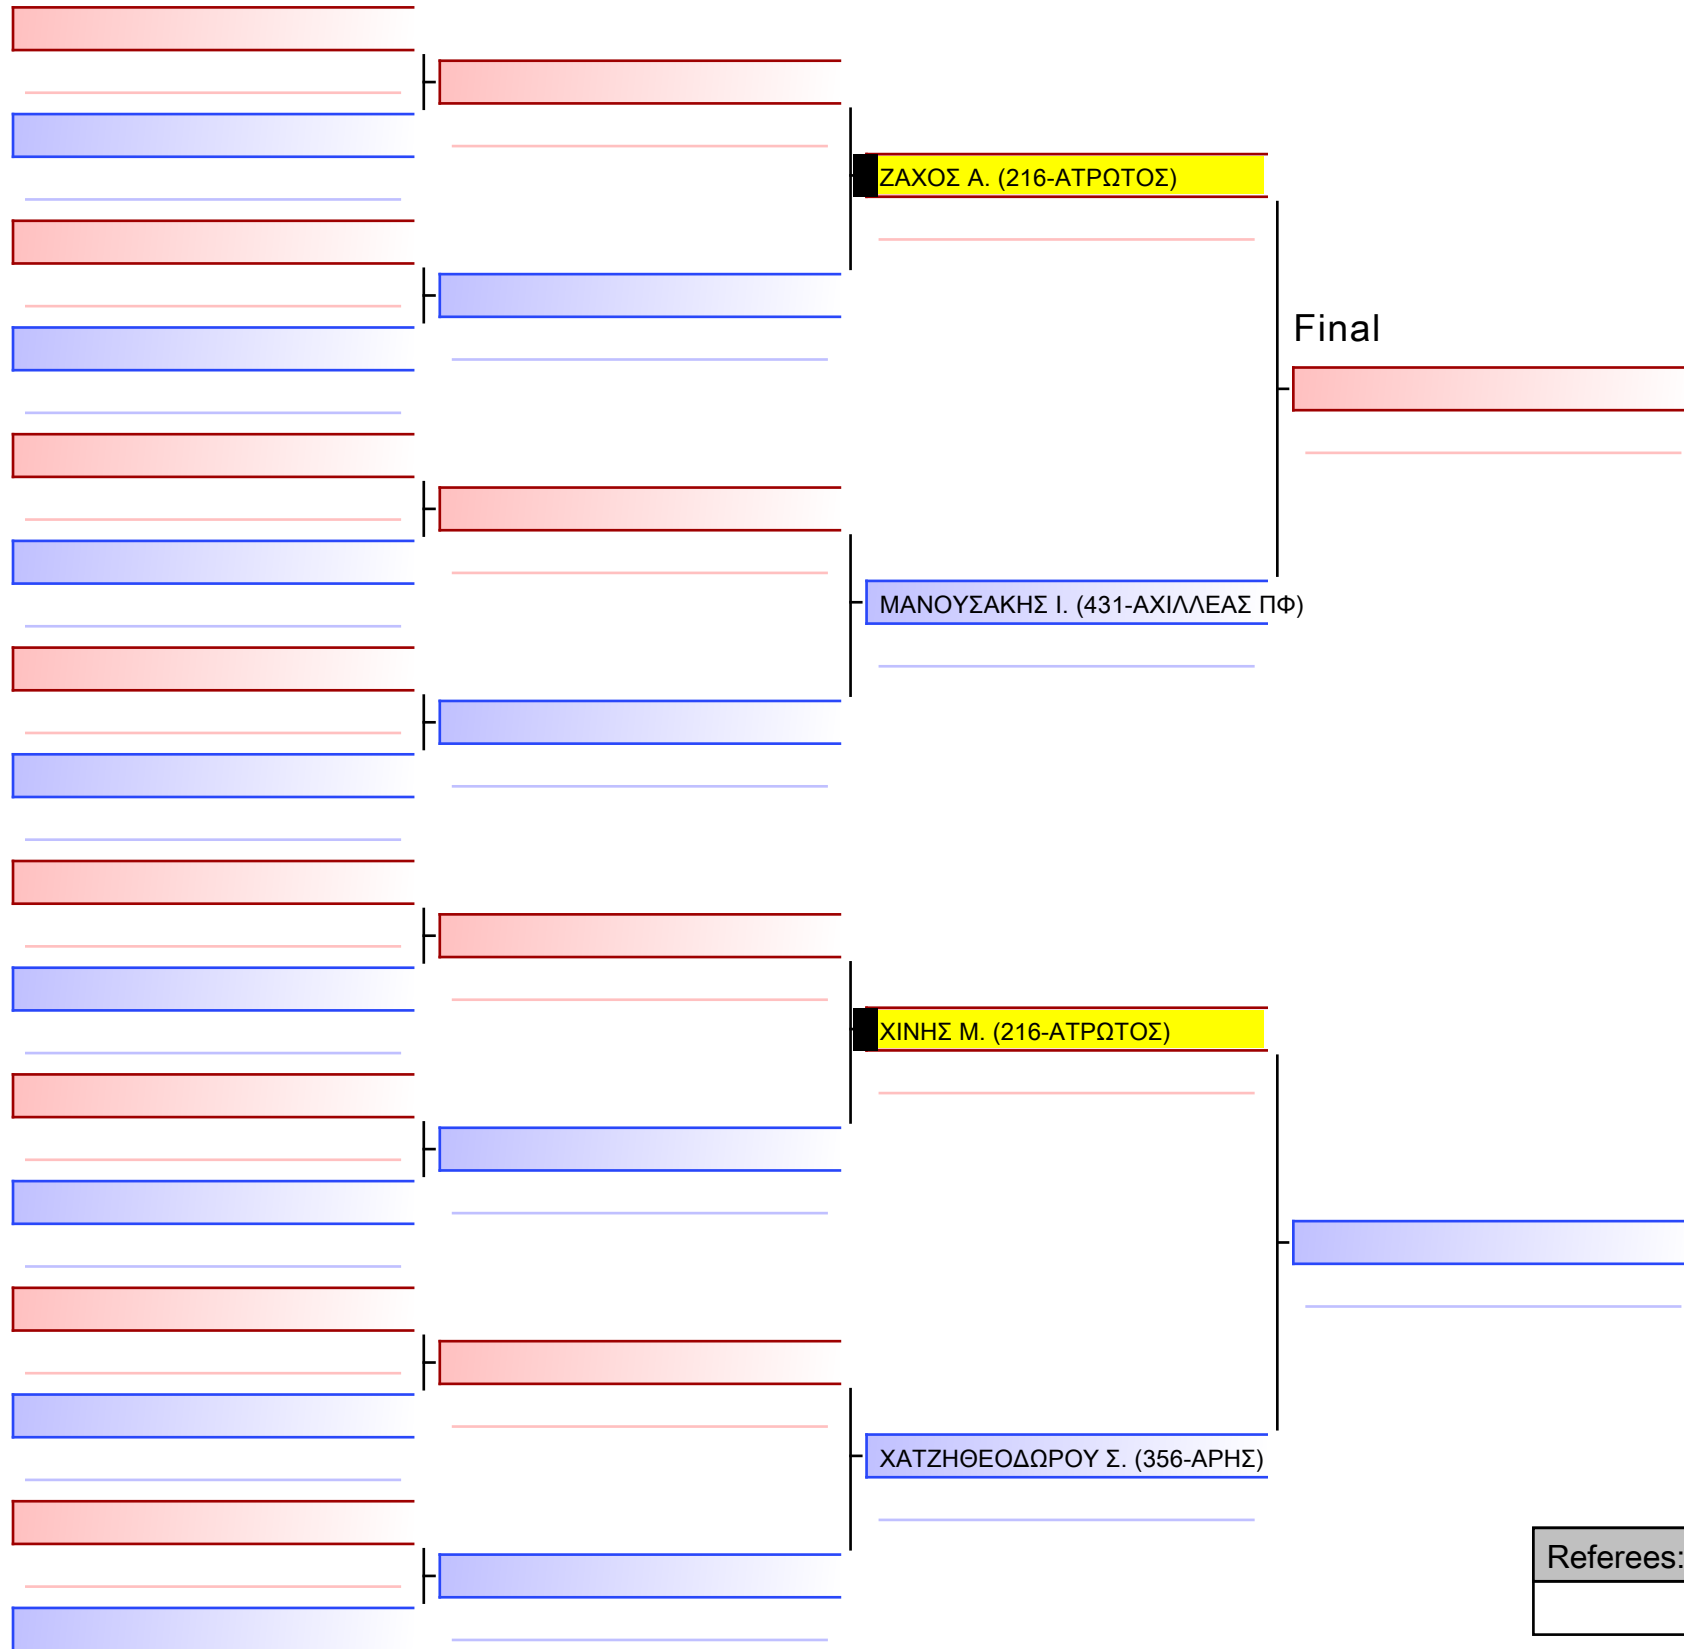 ΖΑΧΟΣ Α. (216-ΑΤΡΩΤΟΣ)
Final
ΜΑΝΟΥΣΑΚΗΣ Ι. (431-ΑΧΙΛΛΕΑΣ ΠΦ)
ΧΙΝΗΣ Μ. (216-ΑΤΡΩΤΟΣ)
ΧΑΤΖΗΘΕΟΔΩΡΟΥ Σ. (356-ΑΡΗΣ)
Referees: